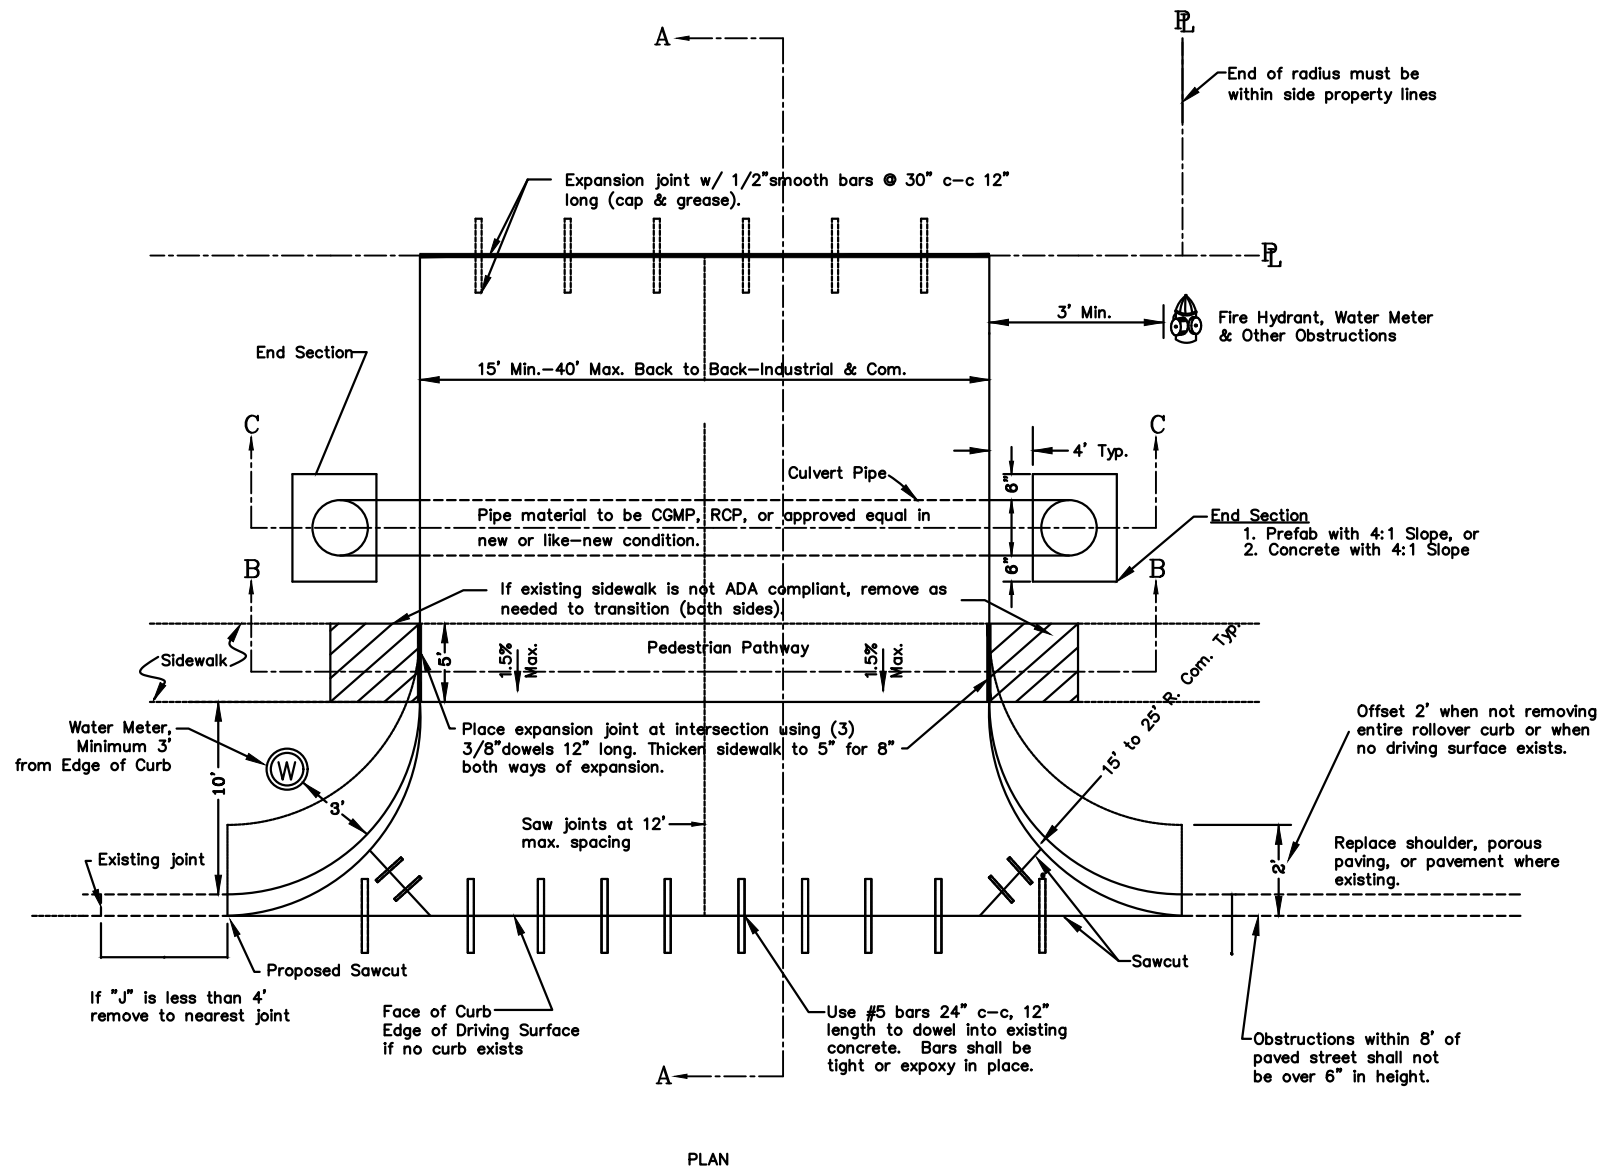 PL
A
End of radius must be
within side property lines
Expansion joint w/ 1/2"smooth bars @ 30" c-c 12"
long (cap & grease).
PL
3' Min.
Fire Hydrant, Water Meter
& Other Obstructions
End Section
15' Min.-40' Max. Back to Back-Industrial & Com.
C
C
4' Typ.
Culvert Pipe
6"
Pipe material to be CGMP, RCP, or approved equal in
new or like-new condition.
End Section
1. Prefab with 4:1 Slope, or
2. Concrete with 4:1 Slope
6"
B
B
If existing sidewalk is not ADA compliant, remove as
needed to transition (both sides).
Sidewalk
5'
1.5%
Max.
Pedestrian Pathway
1.5%
Max.
15' to 25' R. Com. Typ.
Water Meter,
Minimum 3'
from Edge of Curb
W
10'
3'
Place expansion joint at intersection using (3)
3/8"dowels 12" long. Thicken sidewalk to 5" for 8"
both ways of expansion.
Offset 2' when not removing
entire rollover curb or when
no driving surface exists.
Saw joints at 12'
max. spacing
Existing joint
2'
Replace shoulder, porous
paving, or pavement where
existing.
Proposed Sawcut
Sawcut
If "J" is less than 4'
remove to nearest joint
Face of Curb
Edge of Driving Surface
if no curb exists
Use #5 bars 24" c-c, 12"
length to dowel into existing
concrete. Bars shall be
tight or expoxy in place.
Obstructions within 8' of
paved street shall not
be over 6" in height.
A
PLAN